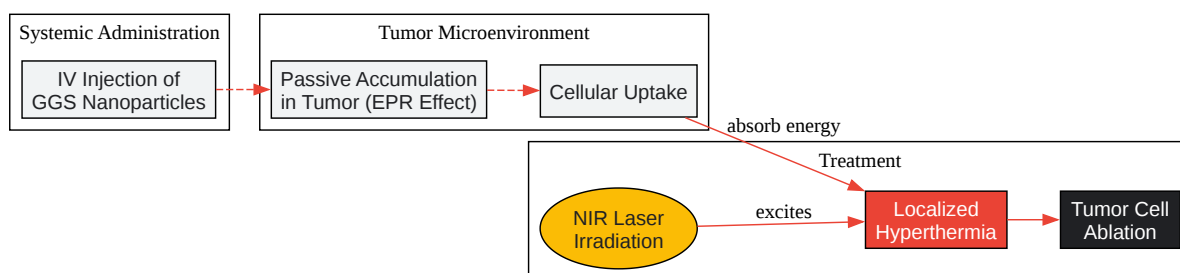 Systemic Administration
IV Injection of
GGS Nanoparticles
Tumor Microenvironment
Passive Accumulation
in Tumor (EPR Effect)
Cellular Uptake
absorb energy
Treatment
NIR Laser
Irradiation
excites
Localized
Hyperthermia
Tumor Cell
Ablation